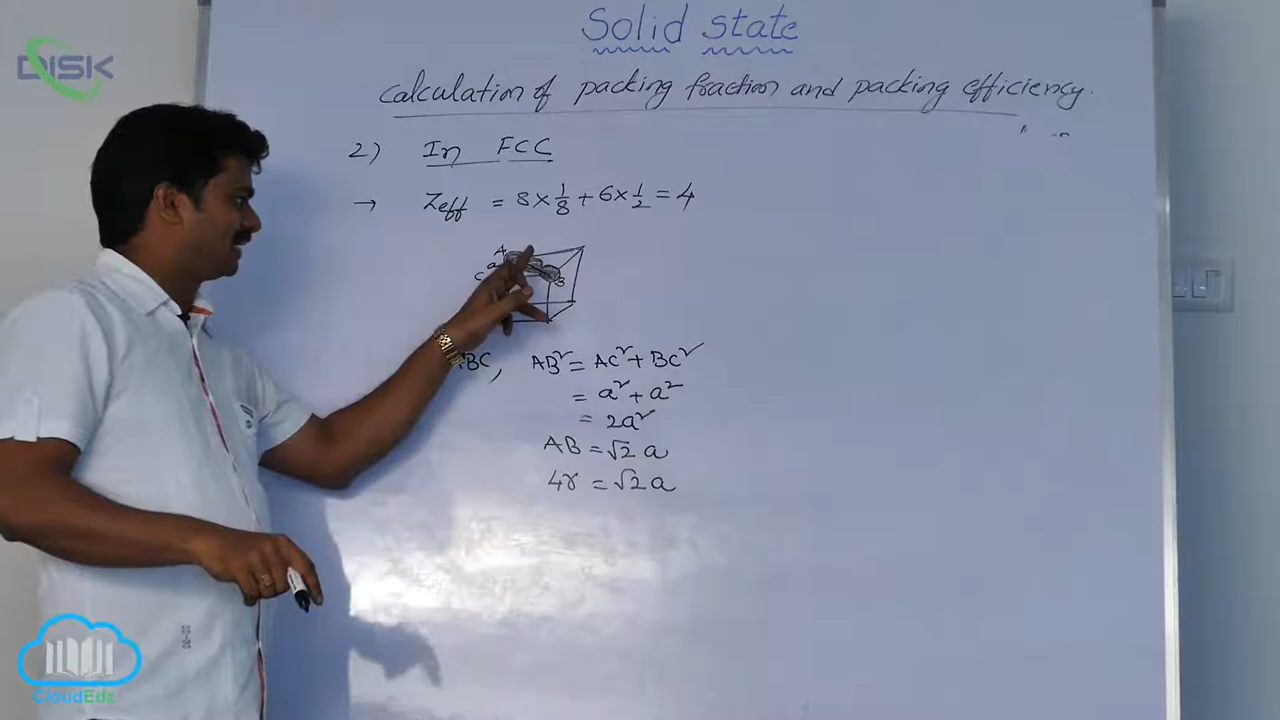 DISK
Solid state
Calculation of packing fraction and packing efficiency.
2) In FCC
→ Zeff = 8×1/8 + 6×1/2 = 4
A
a
C
B
BC, AB² = AC² + BC²
= a² + a²
= 2a²
AB = √2 a
4r = √2 a
CloudEdz